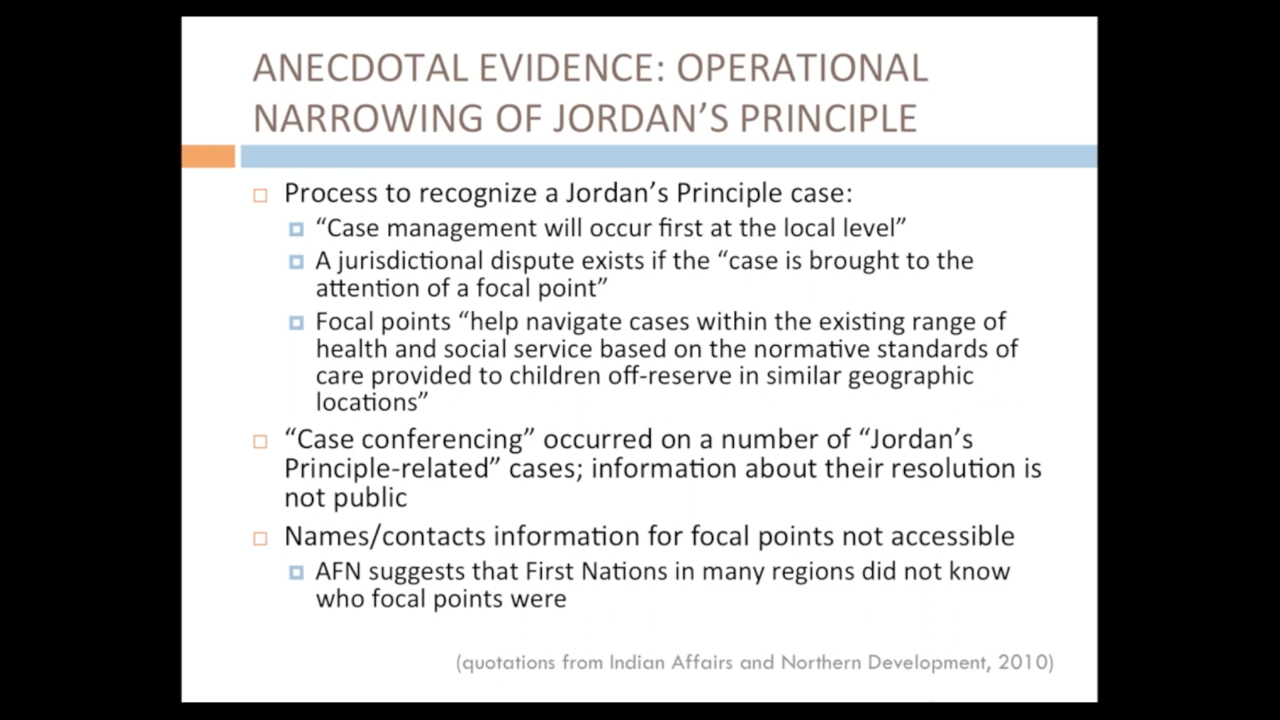 ANECDOTAL EVIDENCE: OPERATIONAL
NARROWING OF JORDAN'S PRINCIPLE
Process to recognize a Jordan's Principle case:
“Case management will occur first at the local level”
A jurisdictional dispute exists if the “case is brought to the
attention of a focal point”
Focal points “help navigate cases within the existing range of
health and social service based on the normative standards of
care provided to children off-reserve in similar geographic
locations”
“Case conferencing” occurred on a number of “Jordan’s
Principle-related” cases; information about their resolution is
not public
Names/contacts information for focal points not accessible
AFN suggests that First Nations in many regions did not know
who focal points were
(quotations from Indian Affairs and Northern Development, 2010)